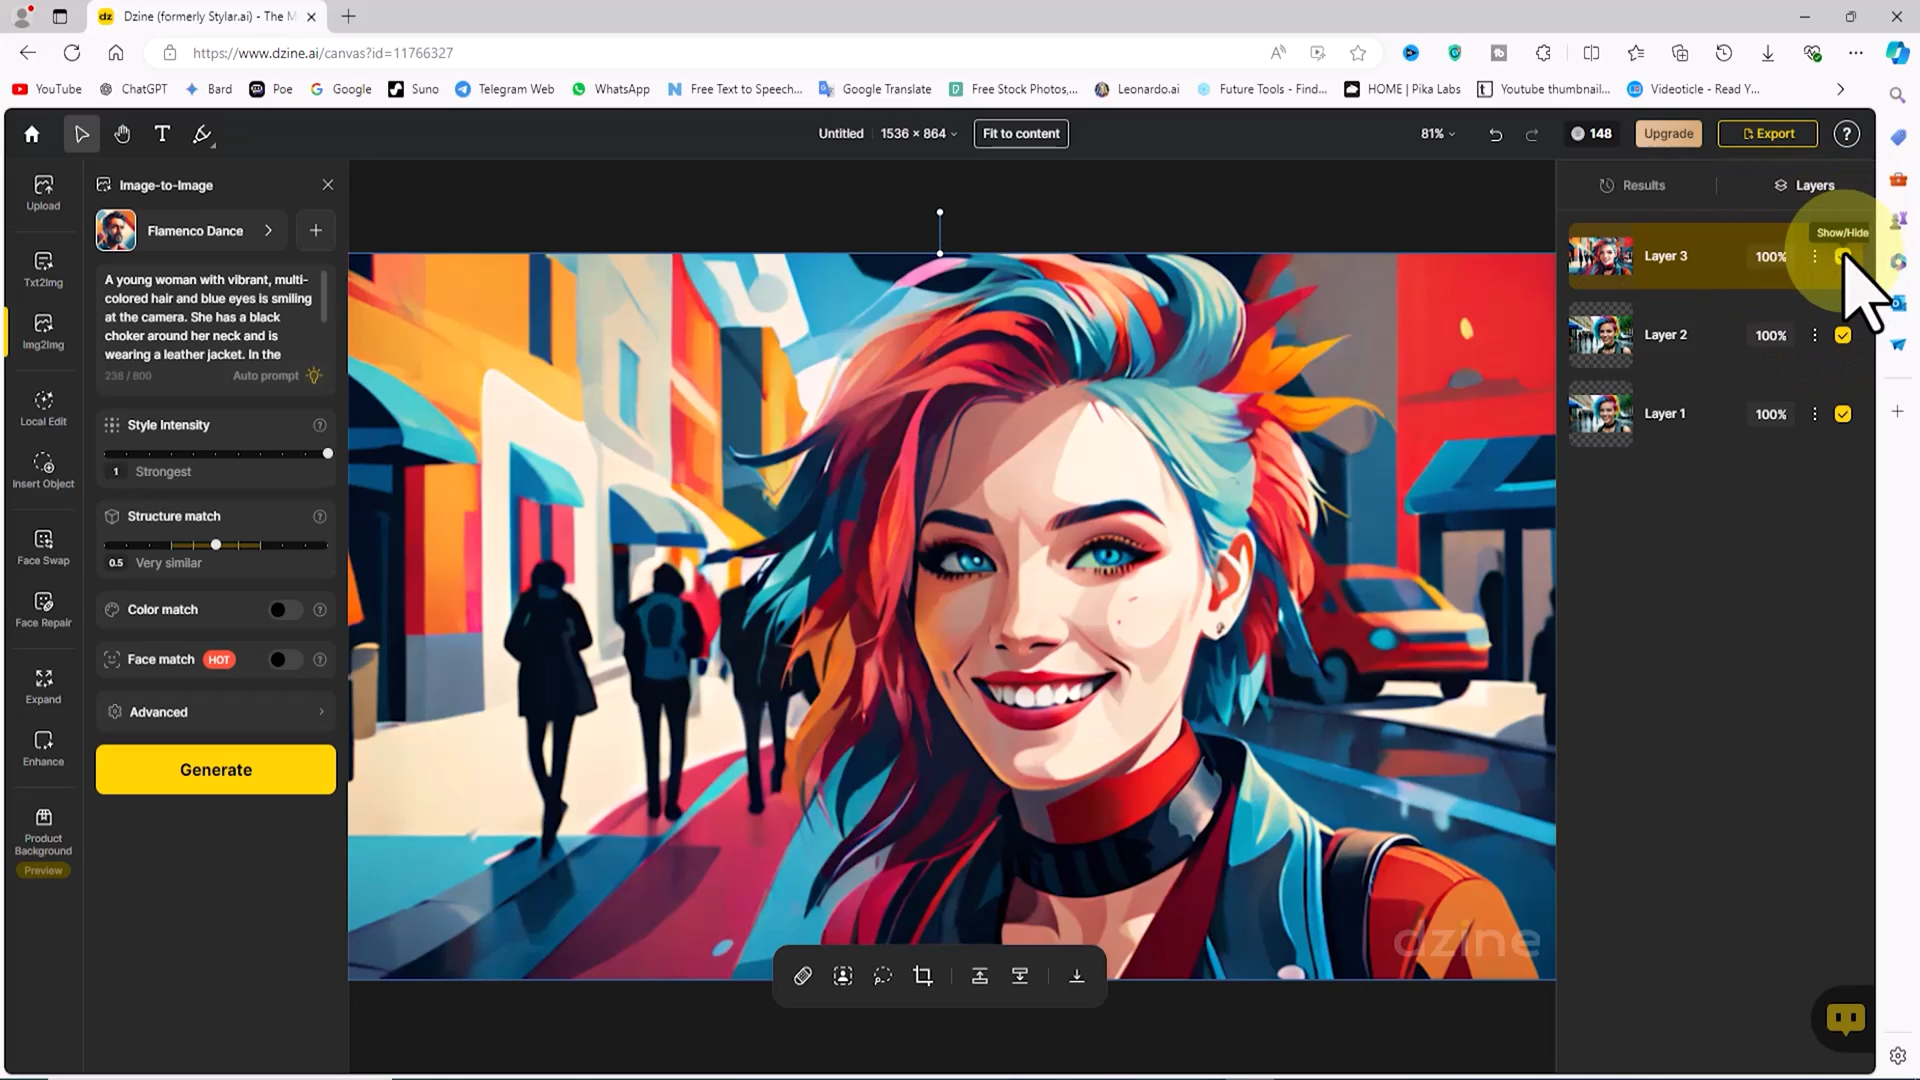 Dzine (formerly Stylar.ai) - The M
https://www.dzine.ai/canvas?id=11766327
YouTube
ChatGPT
Bard
Poe
Google
Suno
Telegram Web
WhatsApp
Free Text to Speech...
Google Translate
Free Stock Photos,...
Leonardo.ai
Future Tools - Find...
HOME | Pika Labs
Youtube thumbnail...
Videoticle - Read Y...
Untitled
1536 × 864
Fit to content
81%
148
Upgrade
Export
?
Upload
Txt2Img
Img2Img
Local Edit
Insert Object
Face Swap
Face Repair
Expand
Enhance
Product
Background
Preview
Image-to-Image
Flamenco Dance
A young woman with vibrant, multi-
colored hair and blue eyes is smiling
at the camera. She has a black
choker around her neck and is
wearing a leather jacket. In the
238 / 800
Auto prompt
Style Intensity
1 Strongest
Structure match
0.5 Very similar
Color match
Face match HOT
Advanced
Generate
dzine
Results
Layers
Show/Hide
Layer 3 100%
Layer 2 100%
Layer 1 100%